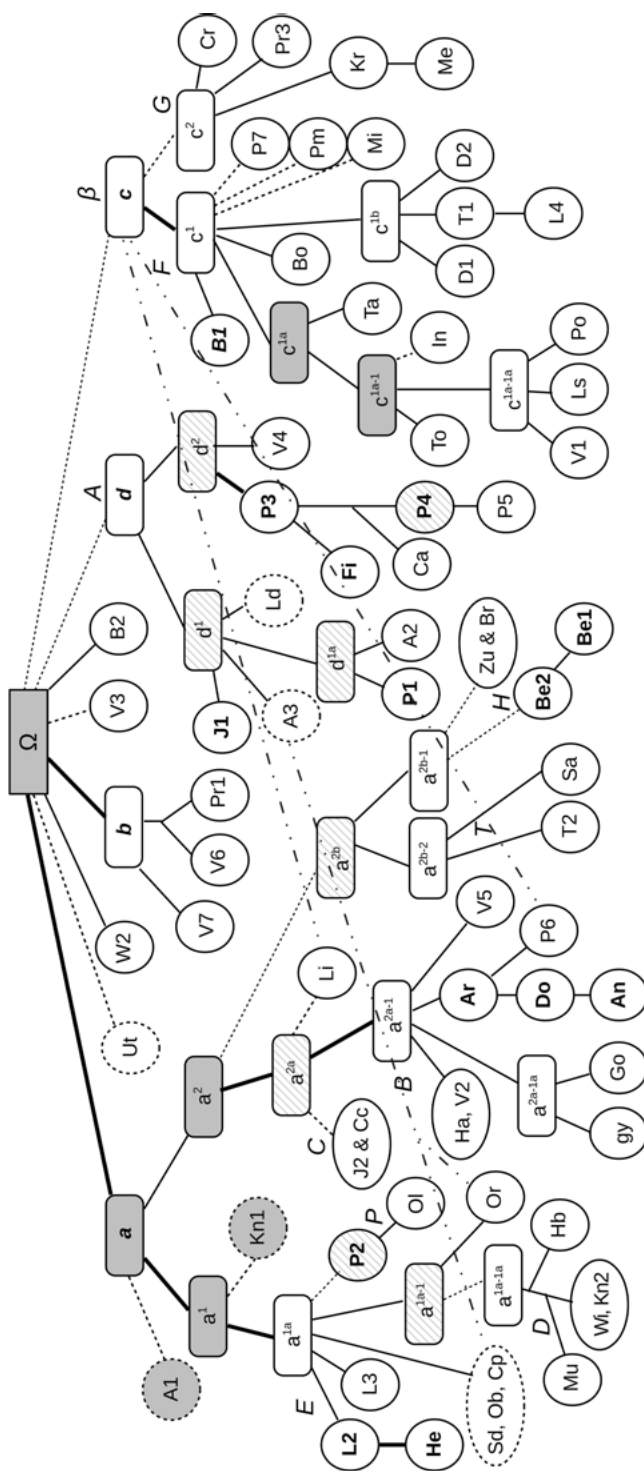 Ω
β
A
a
b
d
c
A1
Ut
W2
V3
B2
V7
V6
Pr1
G
F
a¹
a²
d¹
d²
c¹
c²
Cr
Pr3
Kr
Me
Kn1
J1
A3
Ld
V4
B1
Bo
P7
Pm
Mi
a¹ᵃ
a²ᵃ
a²ᵇ
d¹ᵃ
P3
c¹ᵃ
c¹ᵇ
E
C
P
L2
He
L3
P2
Ol
J2 & Cc
Li
P1
A2
Fi
Ca
P4
P5
Ta
c¹ᵃ⁻¹
In
To
D1
T1
D2
L4
a¹ᵃ⁻¹
Or
B
a²ᵃ⁻¹
a²ᵇ⁻²
a²ᵇ⁻¹
I
H
Zu & Br
Be2
Be1
c¹ᵃ⁻¹ᵃ
V1
Ls
Po
Sd, Ob, Cp
a¹ᵃ⁻¹ᵃ
D
Mu
Wi, Kn2
Hb
Ha, V2
a²ᵃ⁻¹ᵃ
gy
Go
Ar
Do
An
P6
V5
T2
Sa